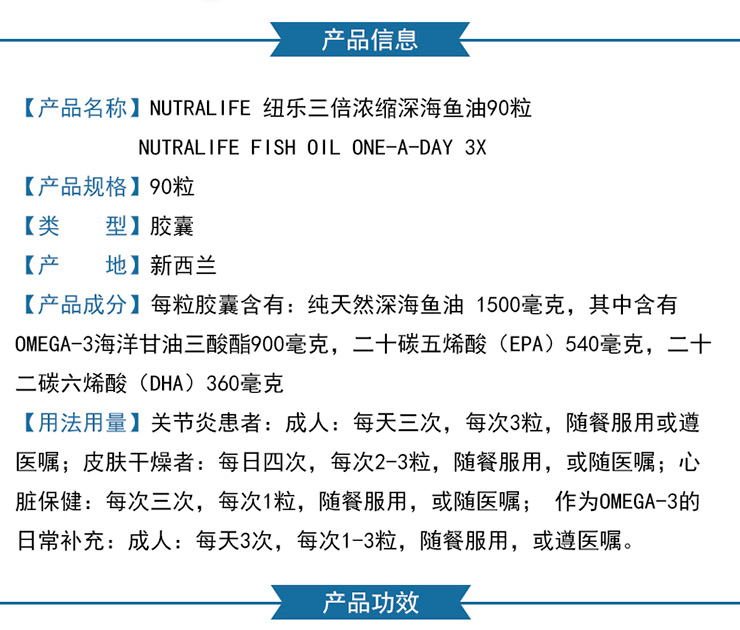 产品信息
【产品名称】NUTRALIFE 纽乐三倍浓缩深海鱼油90粒
NUTRALIFE FISH OIL ONE-A-DAY 3X
【产品规格】90粒
【类　　型】胶囊
【产　　地】新西兰
【产品成分】每粒胶囊含有：纯天然深海鱼油 1500毫克，其中含有
OMEGA-3海洋甘油三酸酯900毫克，二十碳五烯酸（EPA）540毫克，二十
二碳六烯酸（DHA）360毫克
【用法用量】关节炎患者：成人：每天三次，每次3粒，随餐服用或遵
医嘱；皮肤干燥者：每日四次，每次2-3粒，随餐服用，或随医嘱；心
脏保健：每次三次，每次1粒，随餐服用，或随医嘱； 作为OMEGA-3的
日常补充：成人：每天3次，每次1-3粒，随餐服用，或遵医嘱。
产品功效